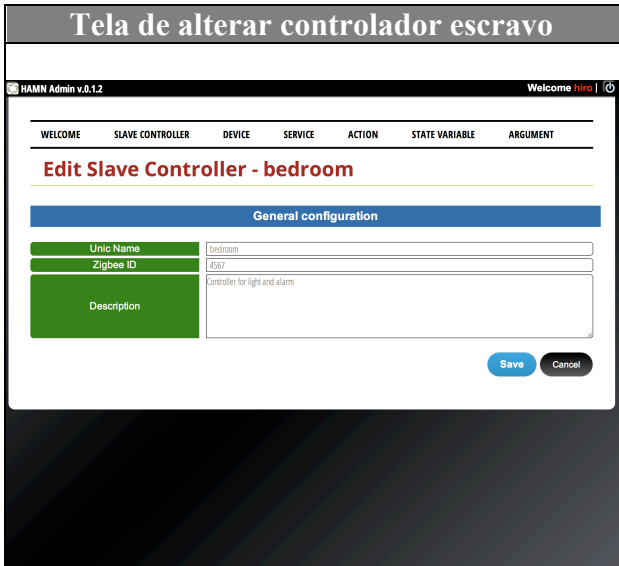 Tela de alterar controlador escravo
HAMN Admin v.0.1.2 Welcome hiro |
WELCOME SLAVE CONTROLLER DEVICE SERVICE ACTION STATE VARIABLE ARGUMENT
Edit Slave Controller - bedroom
General configuration
Unic Name bedroom
Zigbee ID 4567
Description Controller for light and alarm
Save Cancel